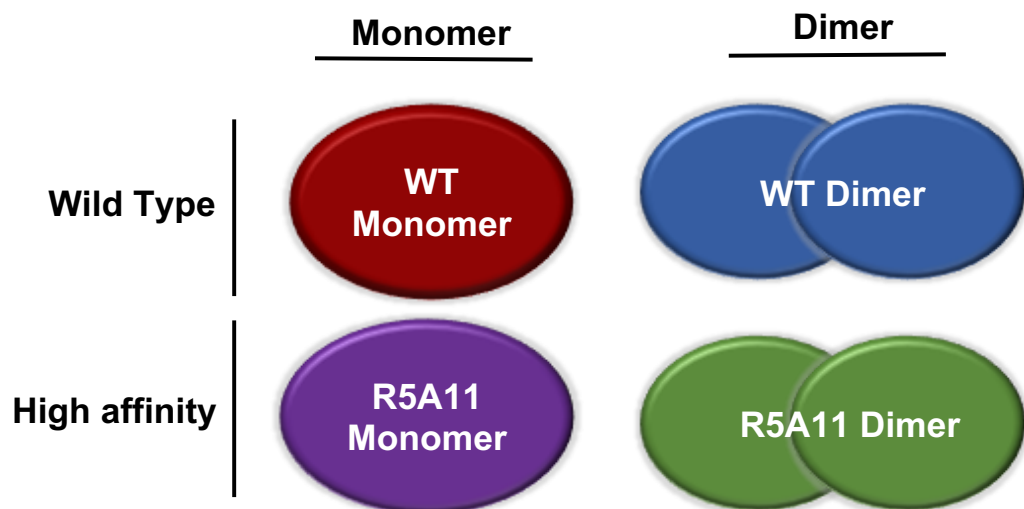 Monomer
Dimer
Wild Type
WT
Monomer
WT Dimer
High affinity
R5A11
Monomer
R5A11 Dimer